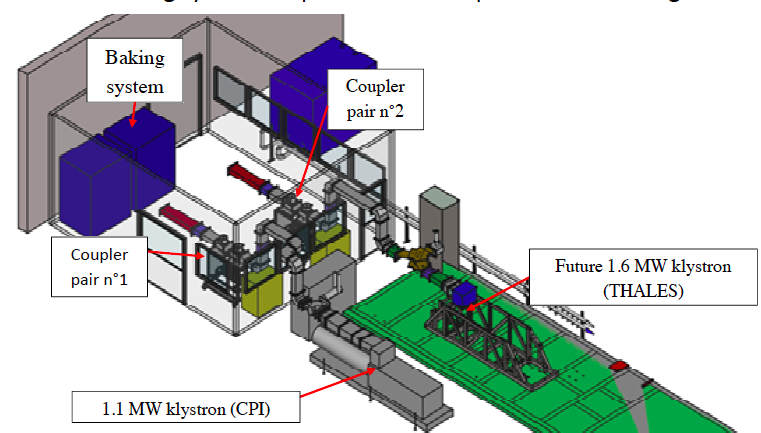 Baking
system
Coupler
pair n°2
Coupler
pair n°1
Future 1.6 MW klystron
(THALES)
1.1 MW klystron (CPI)